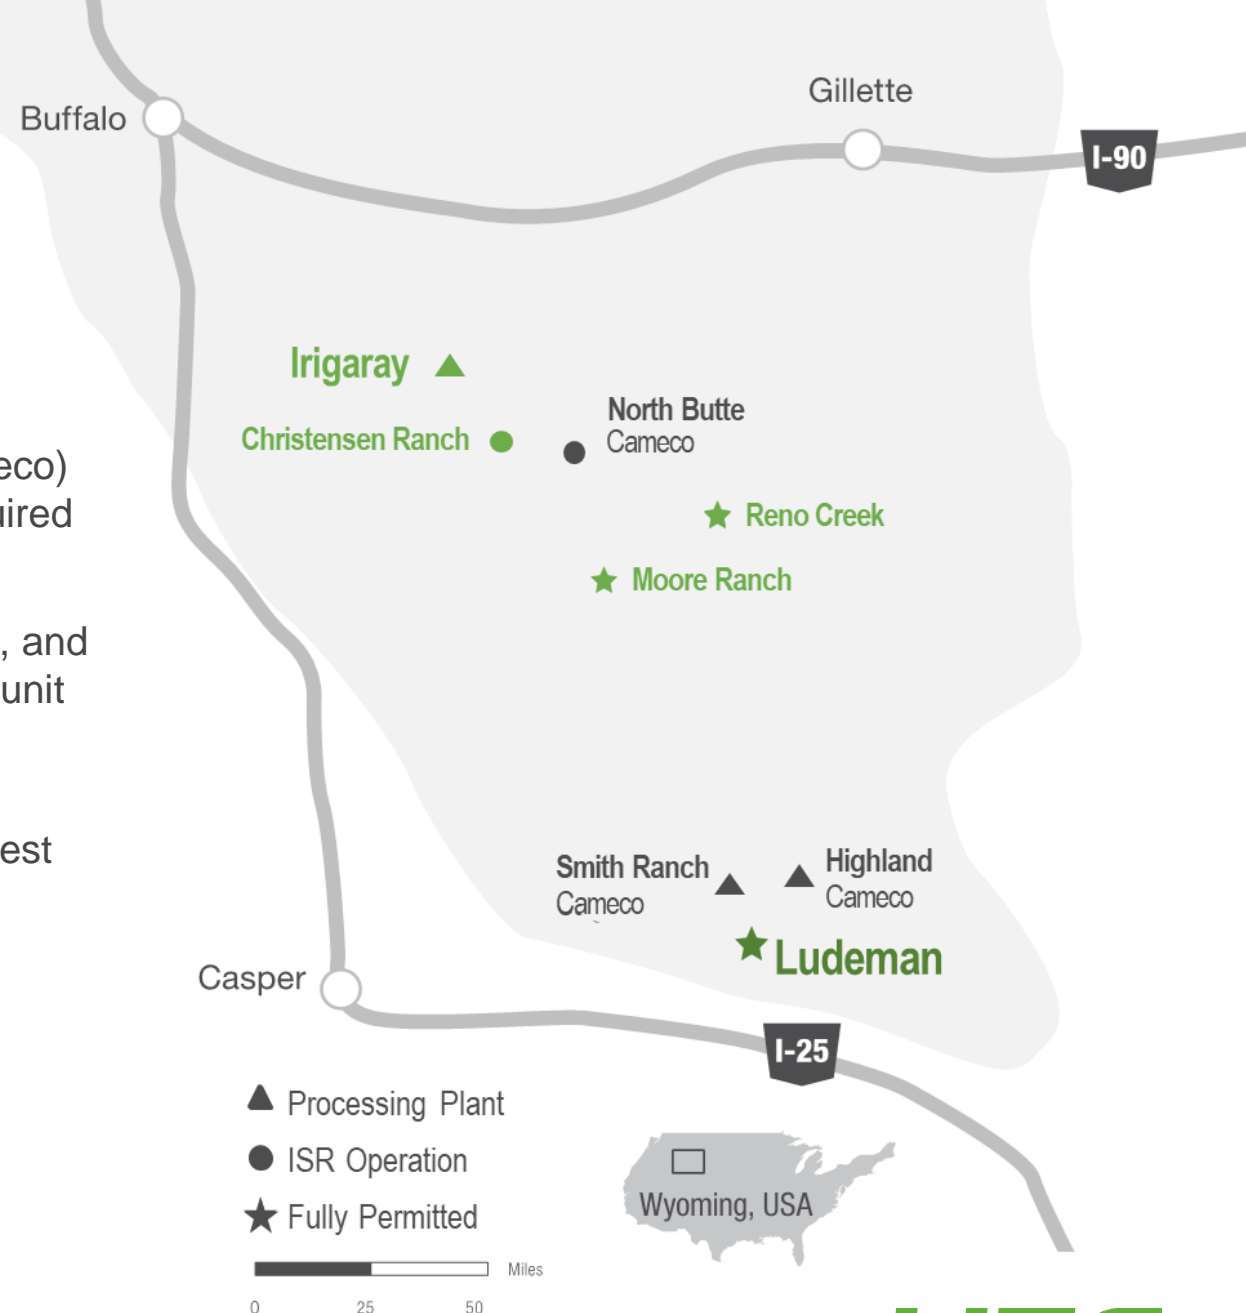 Gillette
Buffalo
I-90
Irigaray
North Butte
Christensen Ranch
Cameco
eco)
uired
Reno Creek
Moore Ranch
, and
unit
est
Smith Ranch
Cameco
Highland
Cameco
Ludeman
Casper
I-25
Processing Plant
ISR Operation
Fully Permitted
Wyoming, USA
Miles
0 25 50